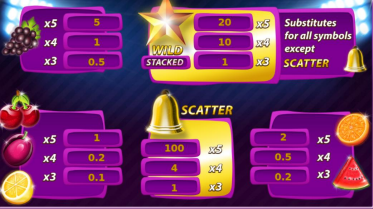 x5 5
x4 1
x3 0.5
WILD
STACKED
20 x5
10 x4
1 x3
Substitutes
for all symbols
except
SCATTER
x5 1
x4 0.2
x3 0.1
SCATTER
100 x5
4 x4
1 x3
2 x5
0.5 x4
0.2 x3